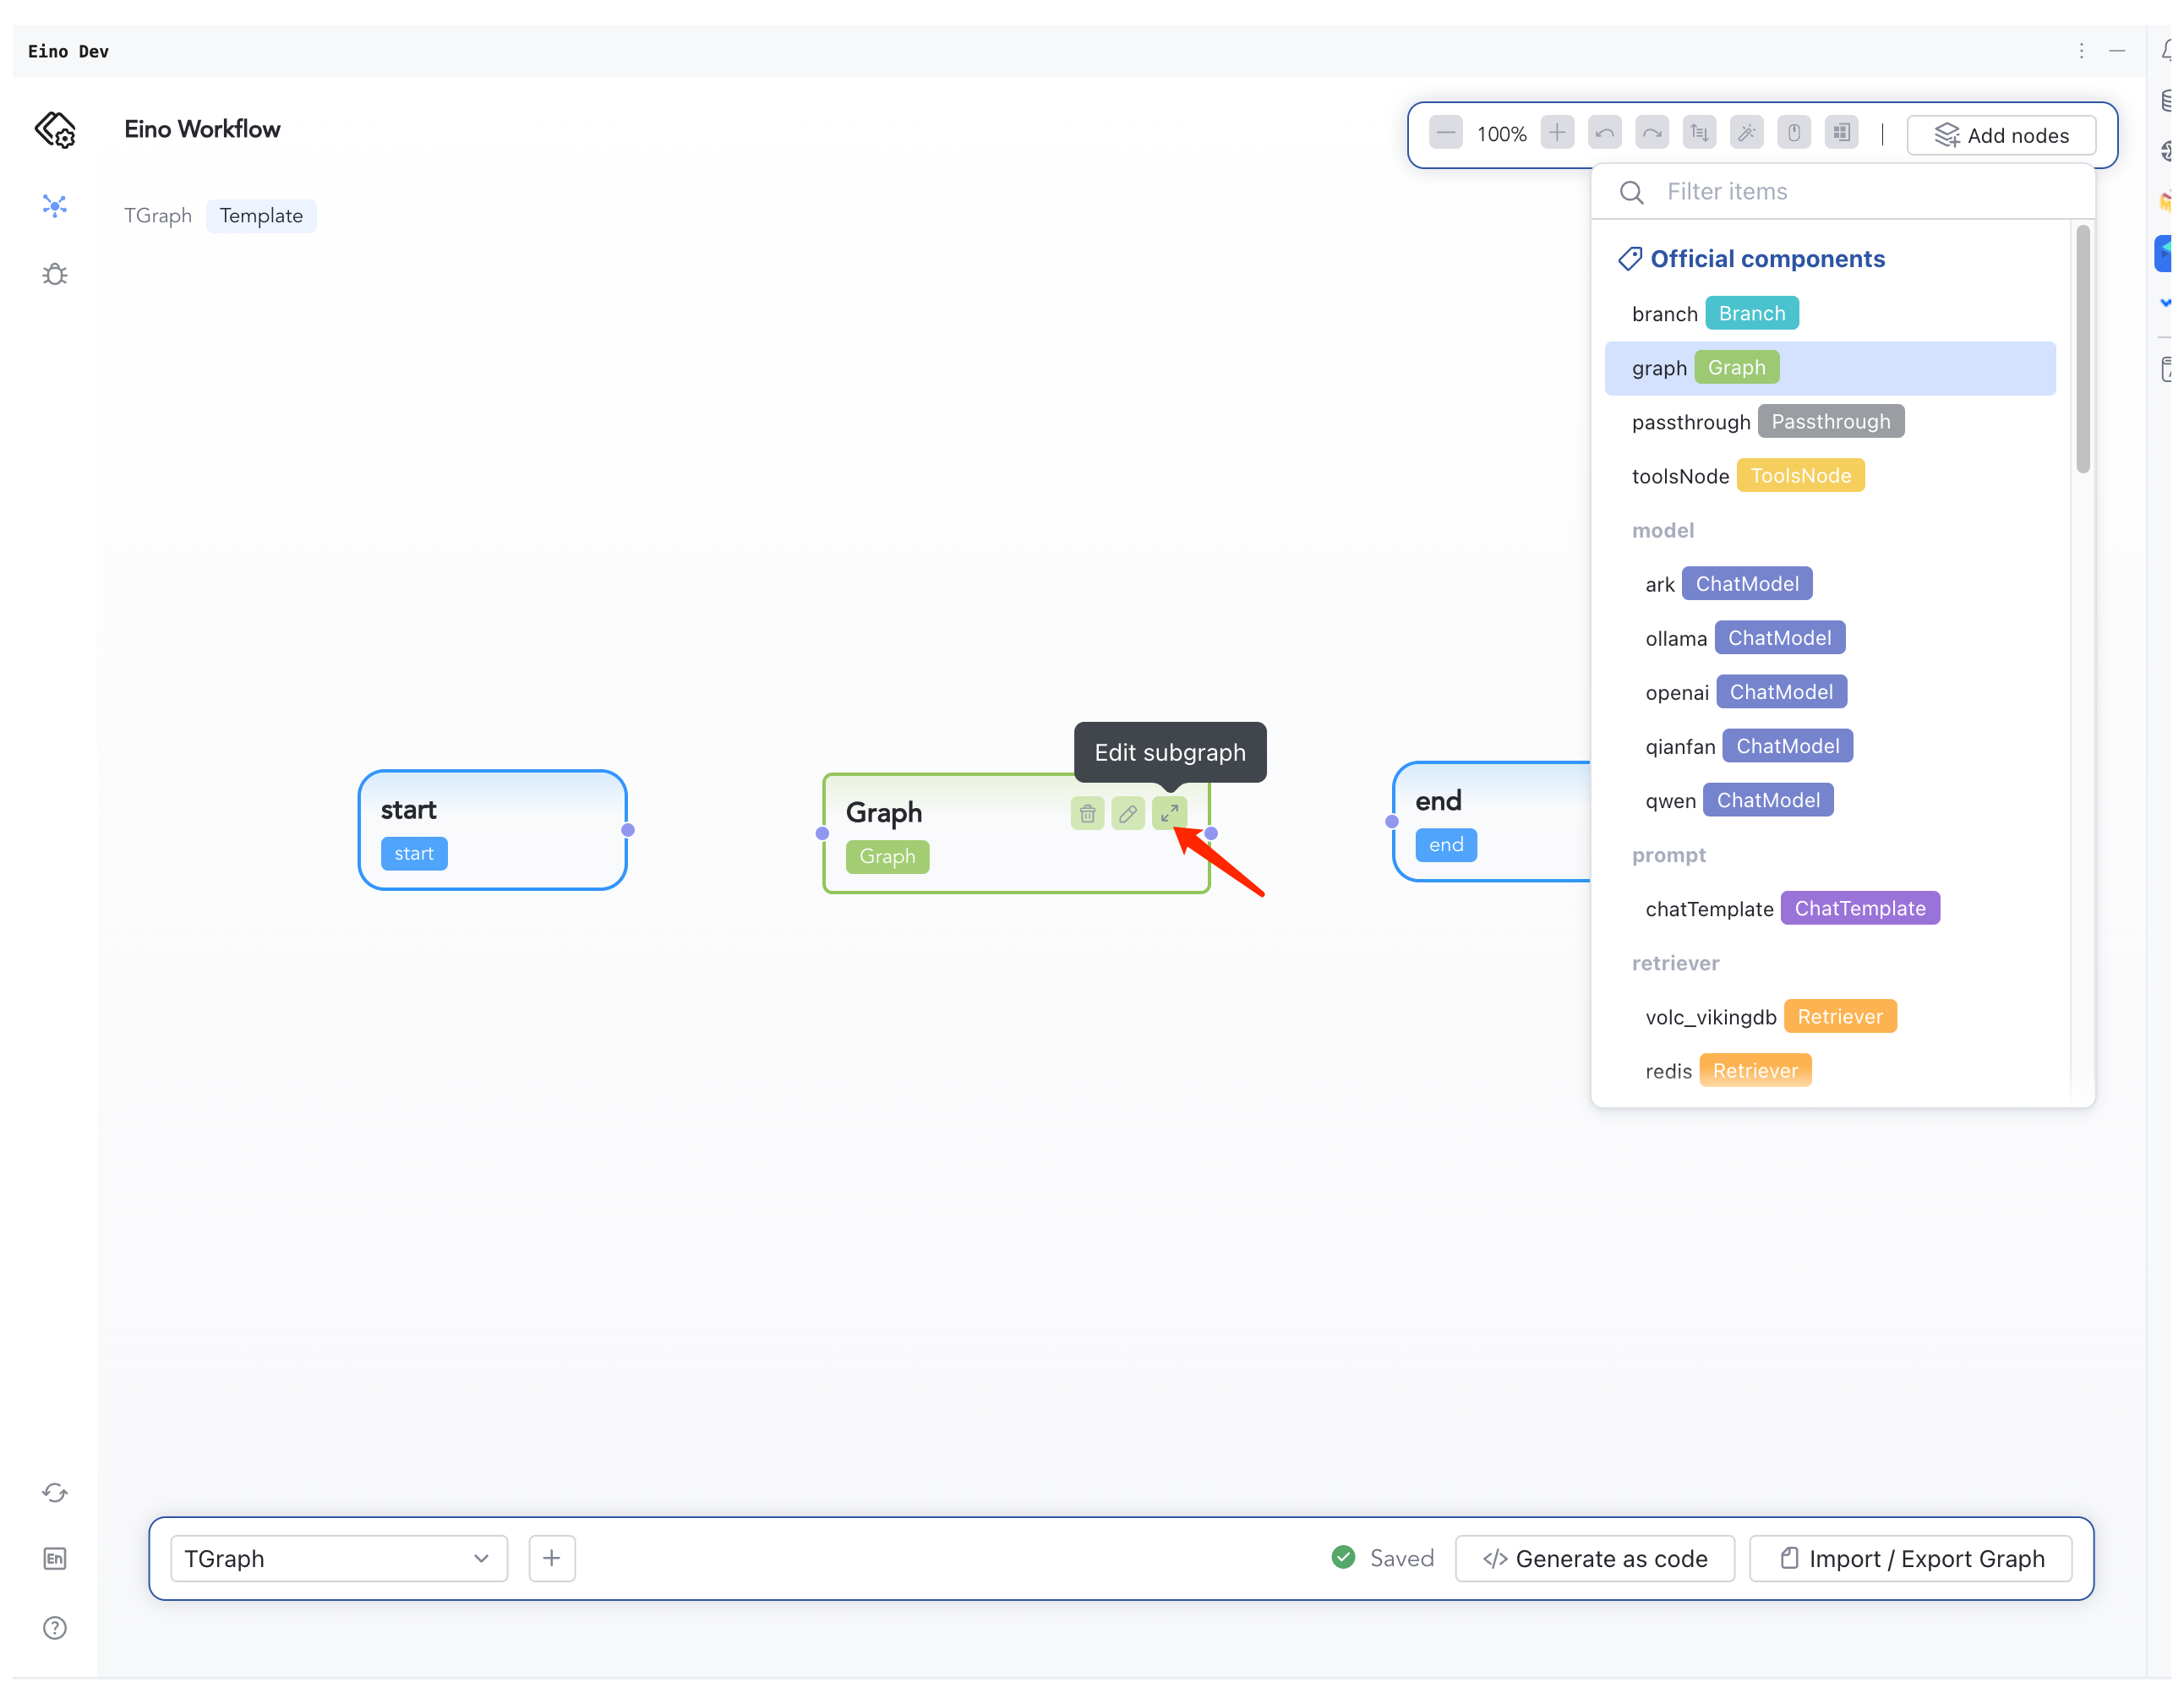 Eino Dev
Eino Workflow
100%
Add nodes
TGraph Template
Filter items
Official components
branch Branch
graph Graph
passthrough Passthrough
toolsNode ToolsNode
model
ark ChatModel
ollama ChatModel
openai ChatModel
qianfan ChatModel
qwen ChatModel
prompt
chatTemplate ChatTemplate
retriever
volc_vikingdb Retriever
redis Retriever
Edit subgraph
start
start
Graph
Graph
end
end
TGraph
Saved
</> Generate as code
Import / Export Graph
En
?